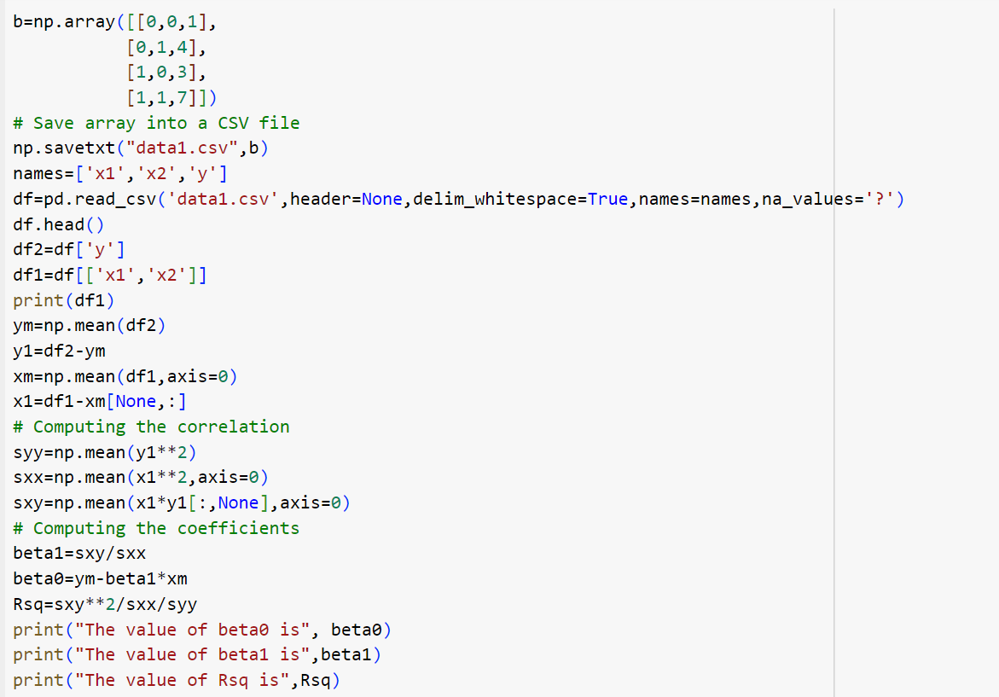 b=np.array([[0,0,1],
[0,1,4],
[1,0,3],
[1,1,7]])
# Save array into a CSV file
np.savetxt("data1.csv",b)
names=['x1','x2','y']
df=pd.read_csv('data1.csv',header=None,delim_whitespace=True,names=names,na_values='?')
df.head()
df2=df['y']
df1=df[['x1','x2']]
print(df1)
ym=np.mean(df2)
y1=df2-ym
xm=np.mean(df1,axis=0)
x1=df1-xm[None,:]
# Computing the correlation
syy=np.mean(y1**2)
sxx=np.mean(x1**2,axis=0)
sxy=np.mean(x1*y1[:,None],axis=0)
# Computing the coefficients
beta1=sxy/sxx
beta0=ym-beta1*xm
Rsq=sxy**2/sxx/syy
print("The value of beta0 is", beta0)
print("The value of beta1 is",beta1)
print("The value of Rsq is",Rsq)